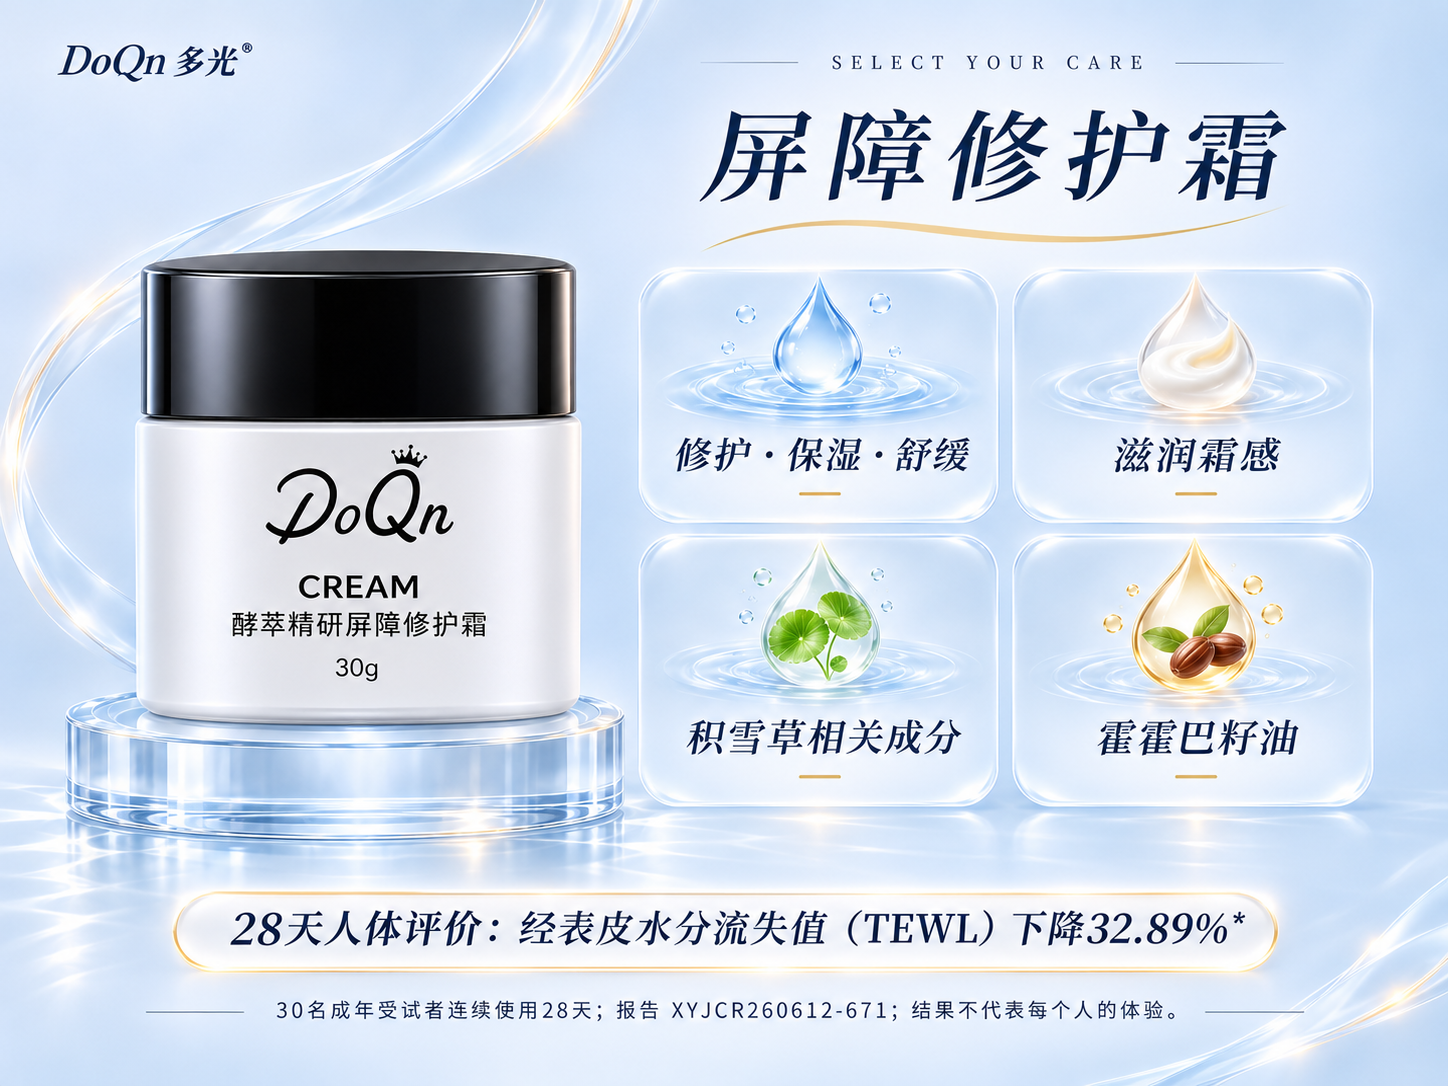 DoQn 多光®
SELECT YOUR CARE
屏障修护霜
修护·保湿·舒缓
滋润霜感
DoQn
CREAM
酵萃精研屏障修护霜
30g
积雪草相关成分
霍霍巴籽油
28天人体评价：经表皮水分流失值（TEWL）下降32.89%*
30名成年受试者连续使用28天；报告 XYJCR260612-671；结果不代表每个人的体验。